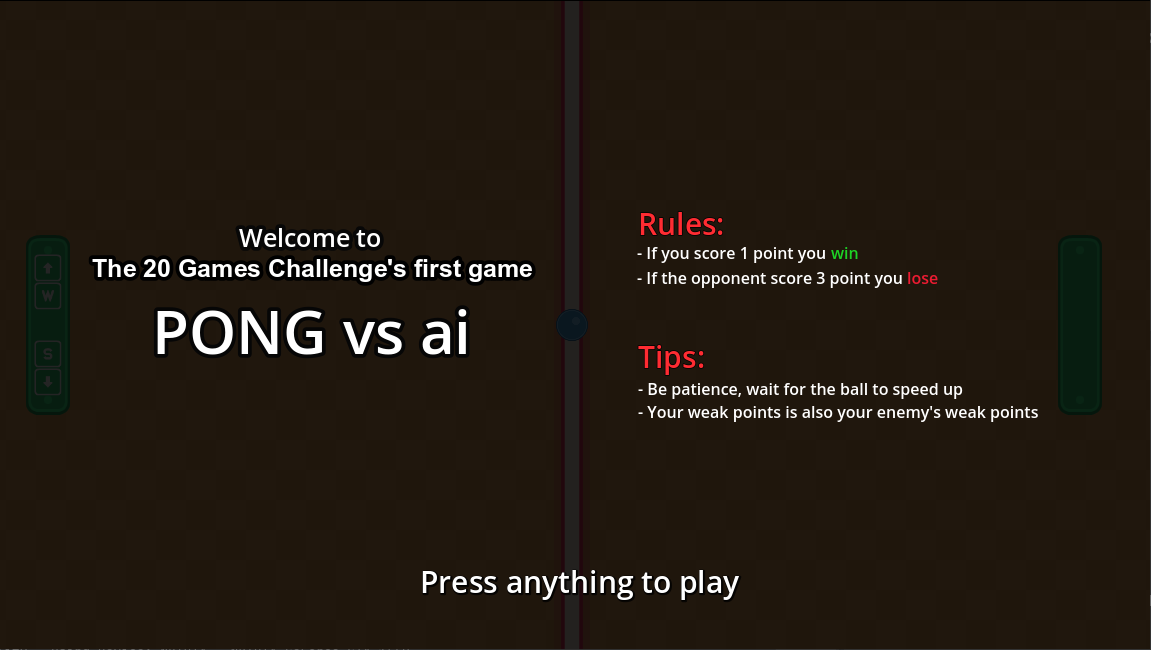 Welcome to
The 20 Games Challenge's first game
PONG vs ai
W
S
Rules:
- If you score 1 point you win
- If the opponent score 3 point you lose
Tips:
- Be patience, wait for the ball to speed up
- Your weak points is also your enemy's weak points
Press anything to play